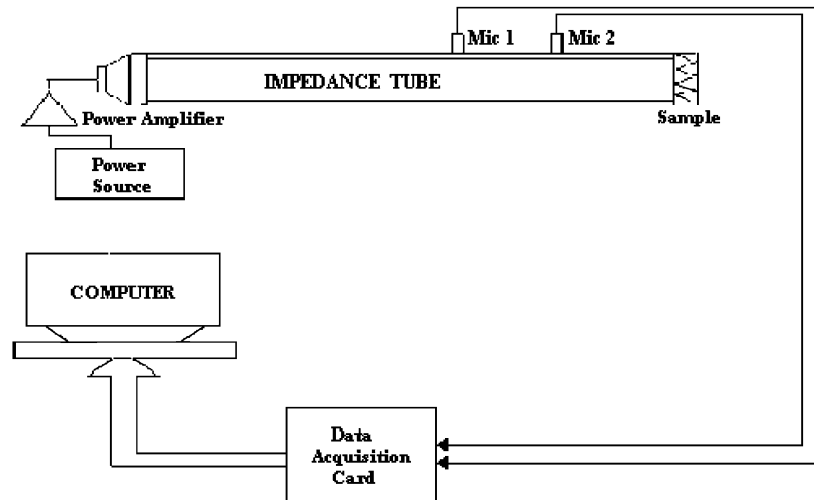 Mic 1
Mic 2
IMPEDANCE TUBE
Power Amplifier
Sample
Power
Source
COMPUTER
Data
Acquisition
Card